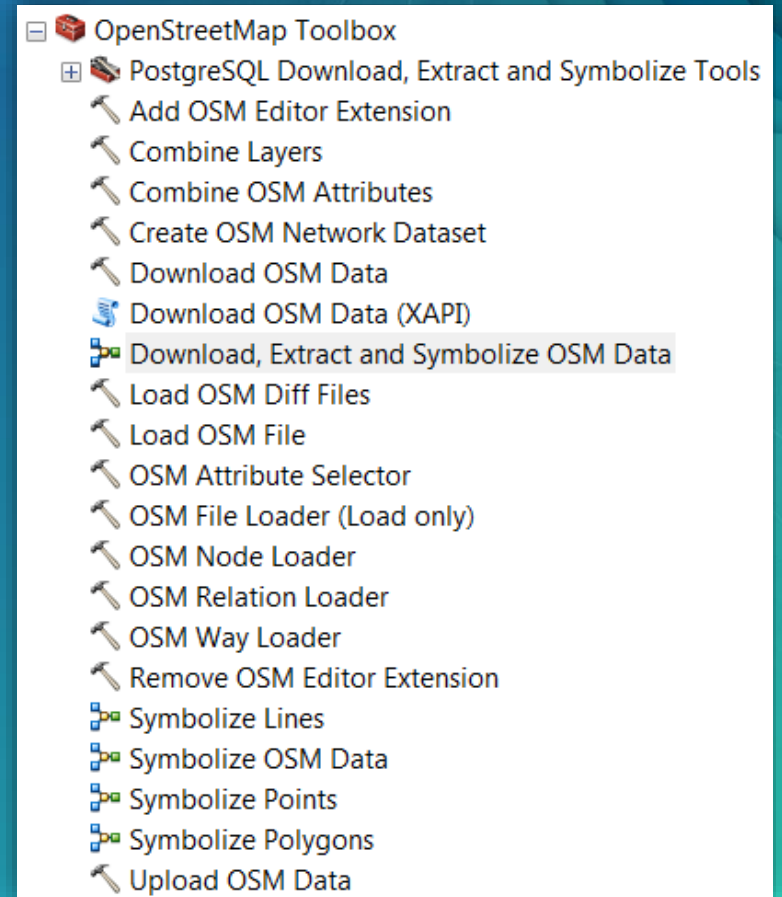 OpenStreetMap Toolbox
PostgreSQL Download, Extract and Symbolize Tools
Add OSM Editor Extension
Combine Layers
Combine OSM Attributes
Create OSM Network Dataset
Download OSM Data
Download OSM Data (XAPI)
Download, Extract and Symbolize OSM Data
Load OSM Diff Files
Load OSM File
OSM Attribute Selector
OSM File Loader (Load only)
OSM Node Loader
OSM Relation Loader
OSM Way Loader
Remove OSM Editor Extension
Symbolize Lines
Symbolize OSM Data
Symbolize Points
Symbolize Polygons
Upload OSM Data